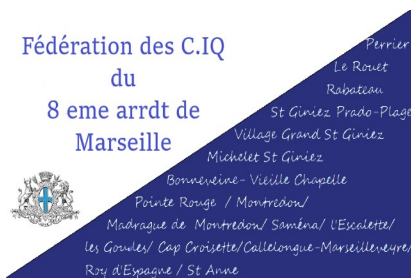 Fédération des C.IQ
du
8 eme arrdt de
Marseille
Perrier
Le Rouet
Rabateau
St Giniez Prado-Plage
Village Grand St Giniez
Michelet St Giniez
Bonneveine- Vieille Chapelle
Pointe Rouge / Montredon/
Madrague de Montredon/ Saména/ l'Escalette/
les Goudes/ Cap Croisette/Callelongue-Marseilleveyre/
Roy d'Espagne / St Anne